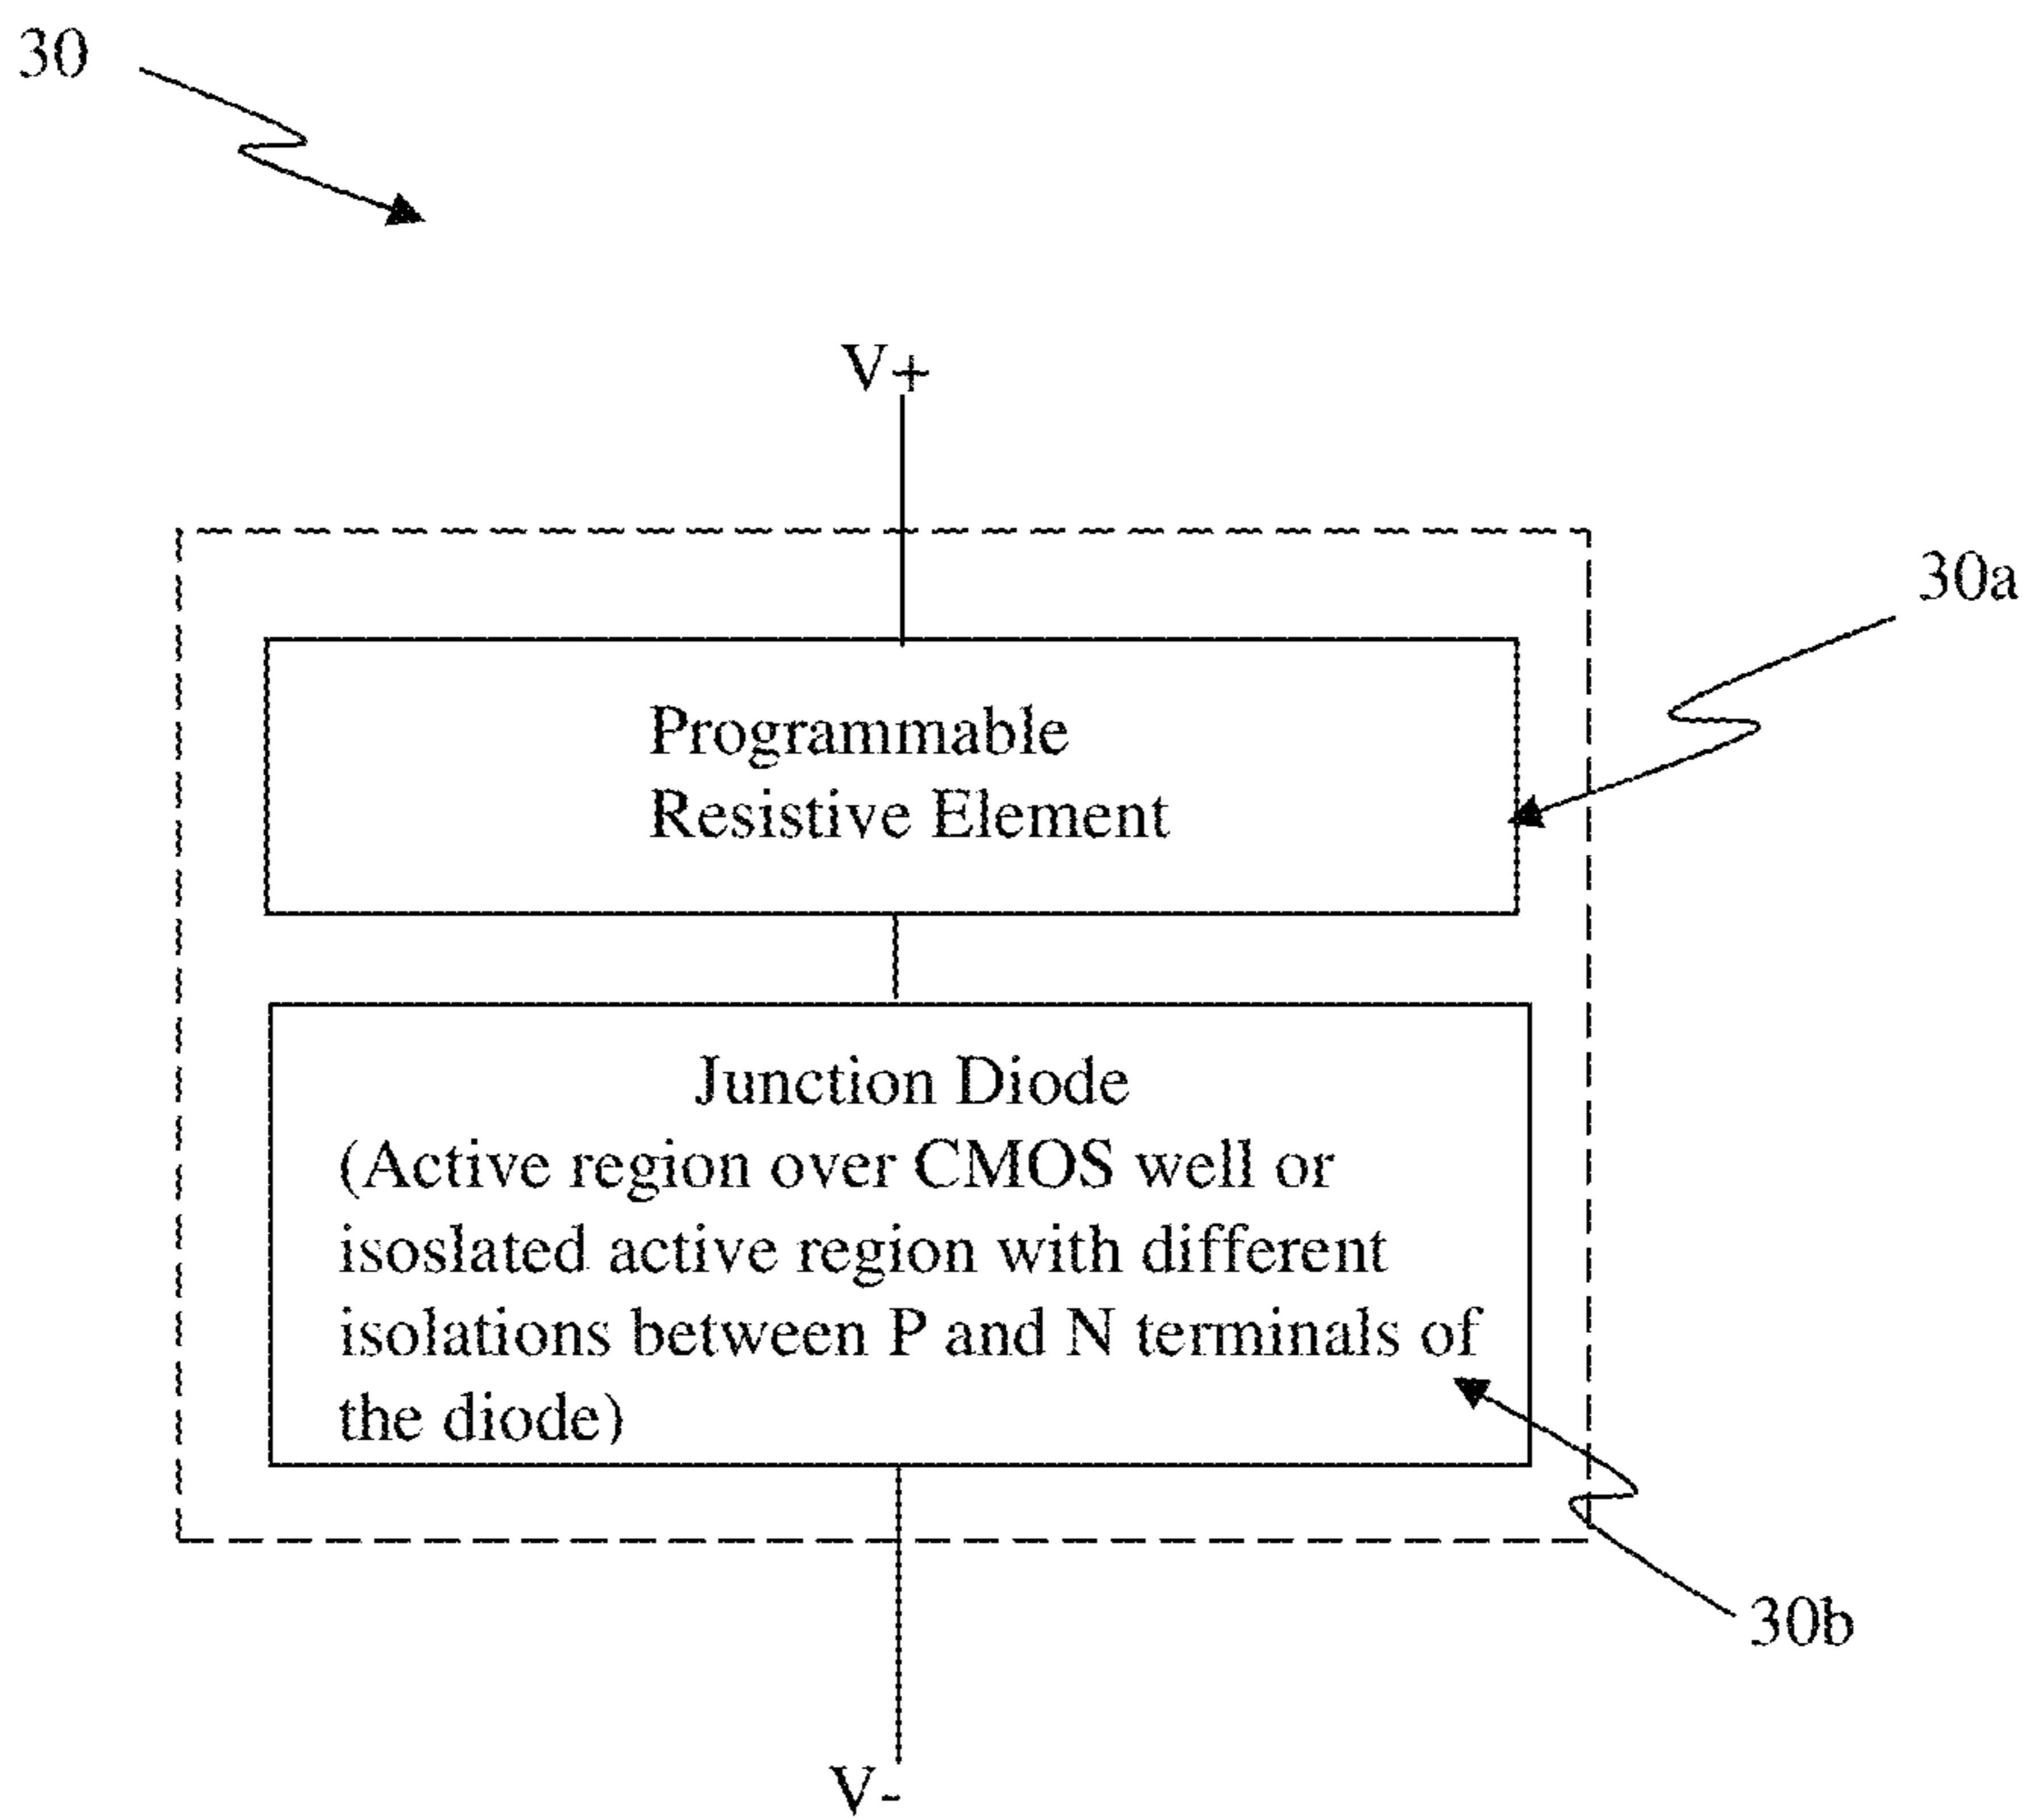 30
V+
30a
Programmable
Resistive Element
Junction Diode
(Active region over CMOS well or
isoslated active region with different
isolations between P and N terminals of
the diode)
30b
V-